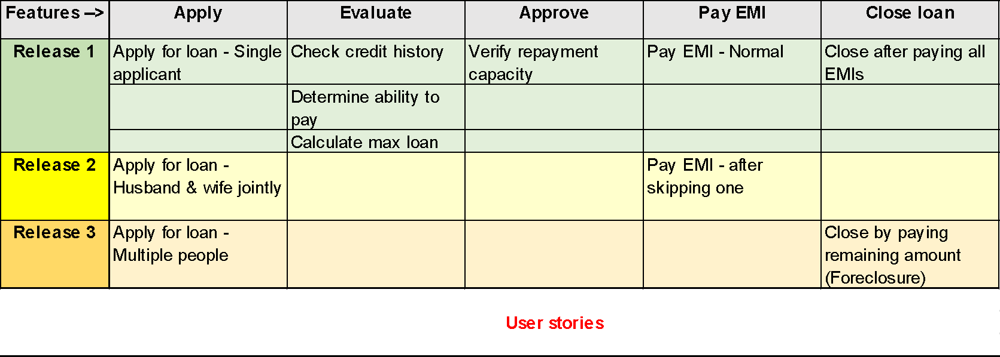 Features –> Apply Evaluate Approve Pay EMI Close loan
Release 1 Apply for loan - Single Check credit history Verify repayment Pay EMI - Normal Close after paying all
applicant capacity EMIs
Determine ability to
pay
Calculate max loan
Release 2 Apply for loan - Pay EMI - after
Husband & wife jointly skipping one
Release 3 Apply for loan - Close by paying
Multiple people remaining amount
(Foreclosure)
User stories